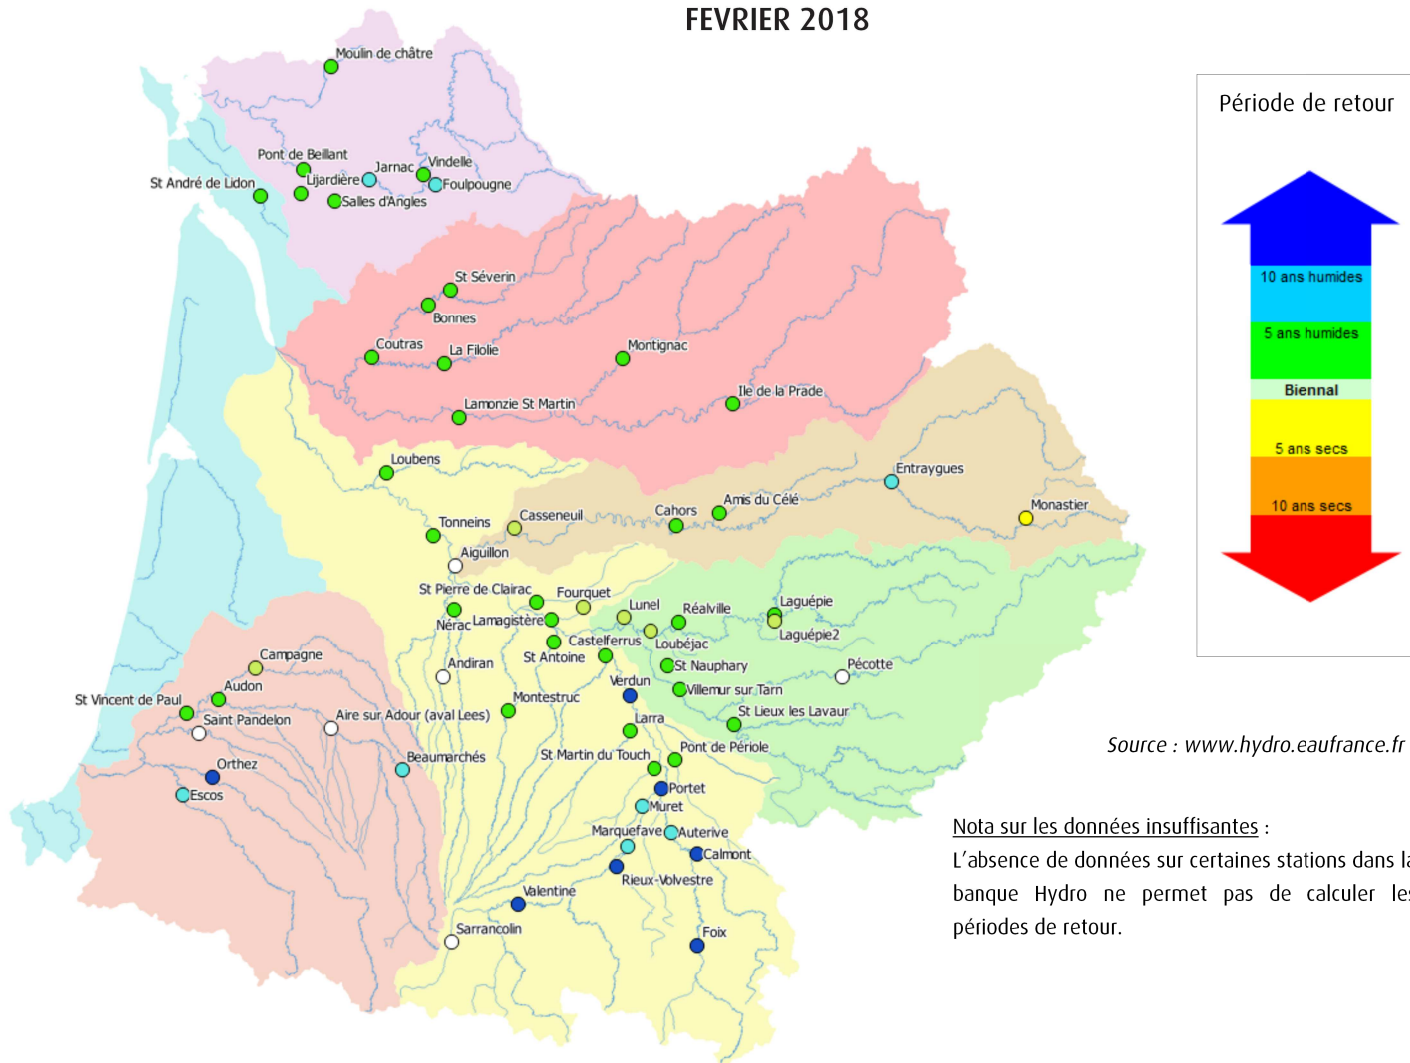 FEVRIER 2018
Moulin de châtre
Pont de Beillant
Jarnac
Vindelle
St André de Lidon
Lijardière
Foulpougne
Salles d'Angles
St Séverin
Bonnes
Coutras
La Filolie
Montignac
Lamonzie St Martin
Ile de la Prade
Loubens
Entraygues
Tonneins
Casseneuil
Cahors
Amis du Célé
Monastier
Aiguillon
St Pierre de Clairac
Fourquet
Lunel
Réalville
Laguépie
Nérac
Lamagistère
Castelferrus
Loubéjac
Laguépie2
St Antoine
Campagne
Andiran
St Nauphary
Pécotte
Verdun
Villemur sur Tarn
St Vincent de Paul
Audon
Montestruc
St Lieux les Lavaur
Saint Pandelon
Aire sur Adour (aval Lees)
Larra
Orthez
Beaumarchés
St Martin du Touch
Pont de Périole
Escos
Portet
Muret
Marquefave
Auterive
Calmont
Rieux-Volvestre
Valentine
Sarrancolin
Foix
Période de retour
10 ans humides
5 ans humides
Biennal
5 ans secs
10 ans secs
Source : www.hydro.eaufrance.fr
Nota sur les données insuffisantes :
L'absence de données sur certaines stations dans la
banque Hydro ne permet pas de calculer les
périodes de retour.